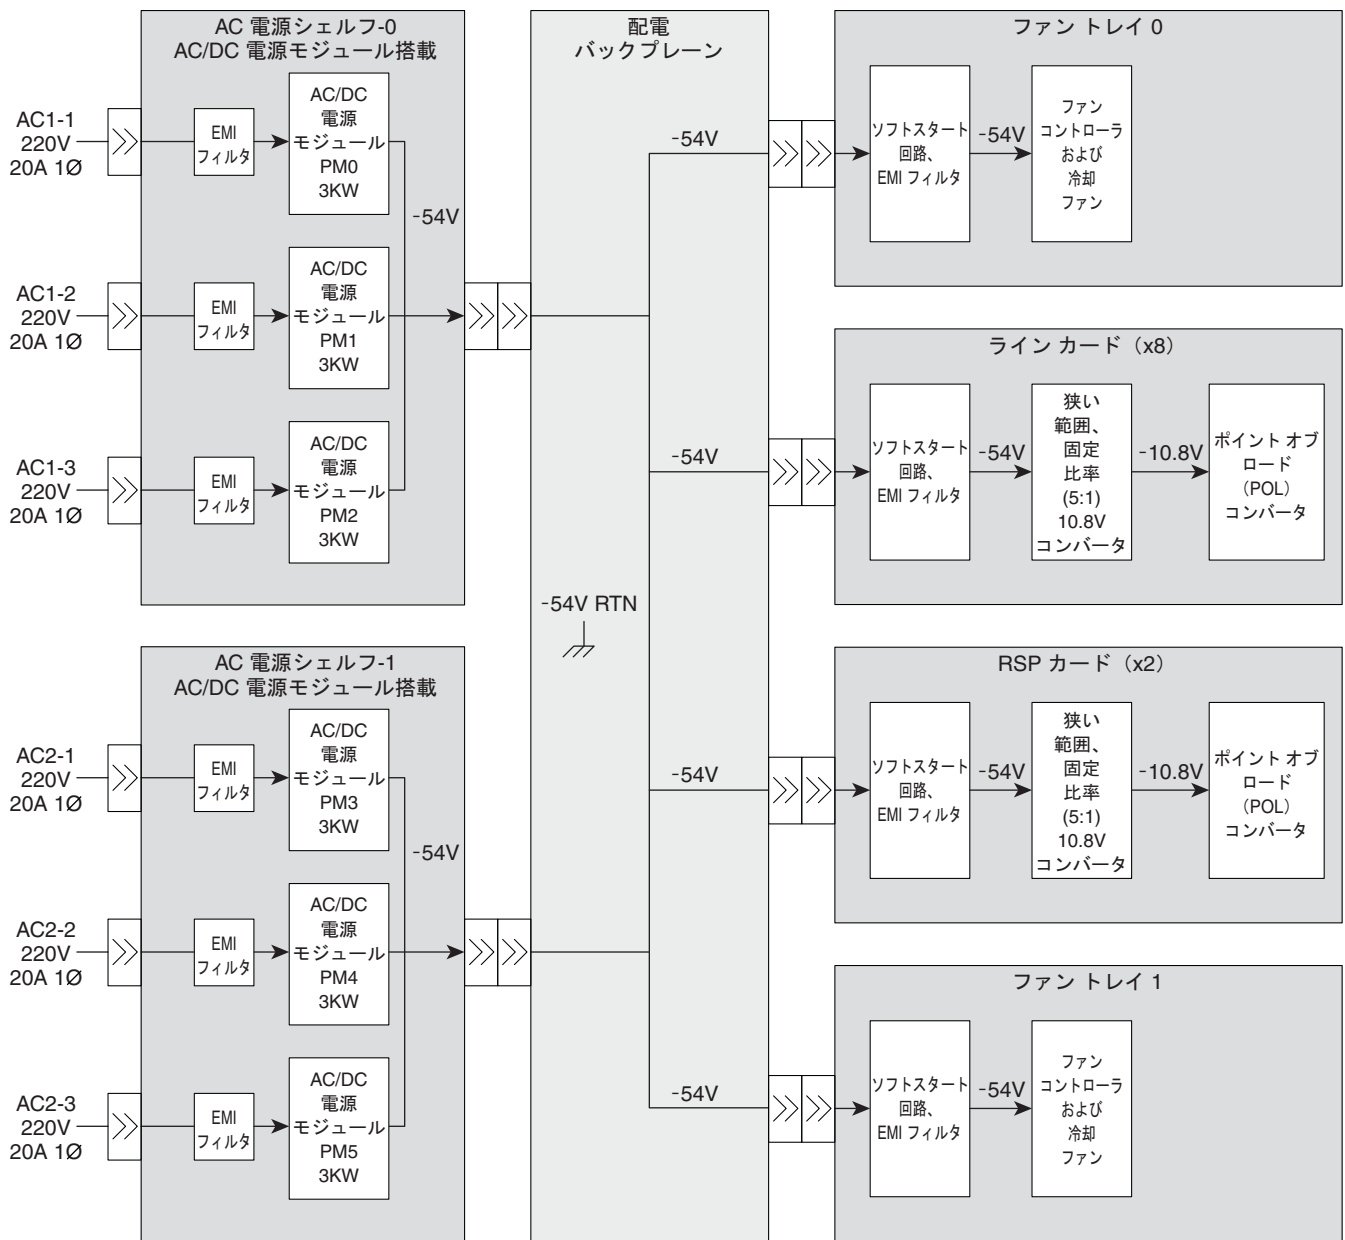 AC 電源シェルフ-0
AC/DC 電源モジュール搭載
AC1-1
220V
20A 1Ø
EMI
フィルタ
AC/DC
電源
モジュール
PM0
3KW
-54V
AC1-2
220V
20A 1Ø
EMI
フィルタ
AC/DC
電源
モジュール
PM1
3KW
AC1-3
220V
20A 1Ø
EMI
フィルタ
AC/DC
電源
モジュール
PM2
3KW
AC 電源シェルフ-1
AC/DC 電源モジュール搭載
AC2-1
220V
20A 1Ø
EMI
フィルタ
AC/DC
電源
モジュール
PM3
3KW
-54V
AC2-2
220V
20A 1Ø
EMI
フィルタ
AC/DC
電源
モジュール
PM4
3KW
AC2-3
220V
20A 1Ø
EMI
フィルタ
AC/DC
電源
モジュール
PM5
3KW
配電
バックプレーン
-54V
-54V
-54V RTN
-54V
-54V
ファン トレイ 0
ソフトスタート
回路、
EMI フィルタ
-54V
ファン
コントローラ
および
冷却
ファン
ライン カード（x8）
ソフトスタート
回路、
EMI フィルタ
-54V
狭い
範囲、
固定
比率
(5:1)
10.8V
コンバータ
-10.8V
ポイント オブ
ロード
（POL）
コンバータ
RSP カード（x2）
ソフトスタート
回路、
EMI フィルタ
-54V
狭い
範囲、
固定
比率
(5:1)
10.8V
コンバータ
-10.8V
ポイント オブ
ロード
（POL）
コンバータ
ファン トレイ 1
ソフトスタート
回路、
EMI フィルタ
-54V
ファン
コントローラ
および
冷却
ファン